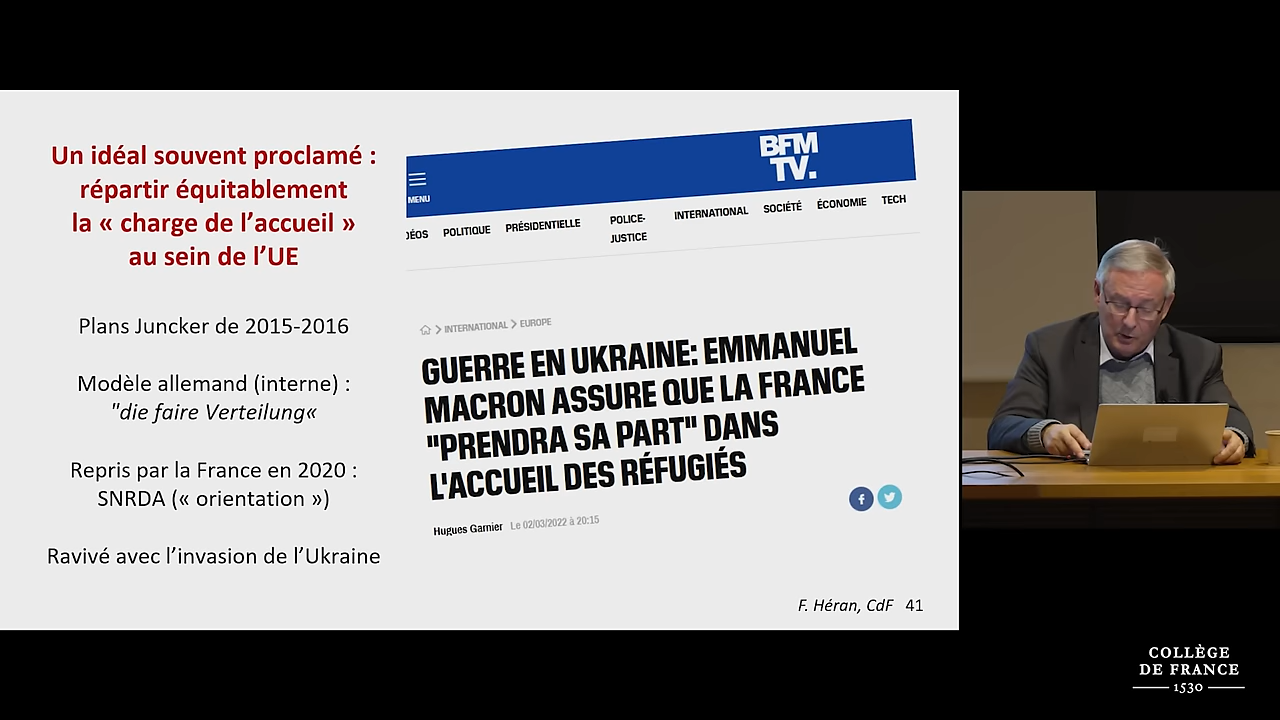 Un idéal souvent proclamé :
répartir équitablement
la « charge de l'accueil »
au sein de l'UE
Plans Juncker de 2015-2016
Modèle allemand (interne) :
"die faire Verteilung«
Repris par la France en 2020 :
SNRDA (« orientation »)
Ravivé avec l'invasion de l'Ukraine
MENU
BFM
TV.
DÉOS POLITIQUE PRÉSIDENTIELLE POLICE- INTERNATIONAL SOCIÉTÉ ÉCONOMIE TECH
JUSTICE
INTERNATIONAL EUROPE
GUERRE EN UKRAINE: EMMANUEL
MACRON ASSURE QUE LA FRANCE
"PRENDRA SA PART" DANS
L'ACCUEIL DES RÉFUGIÉS
Hugues Garnier Le 02/03/2022 à 20:15
F. Héran, CdF 41
COLLÈGE
DE FRANCE
1530